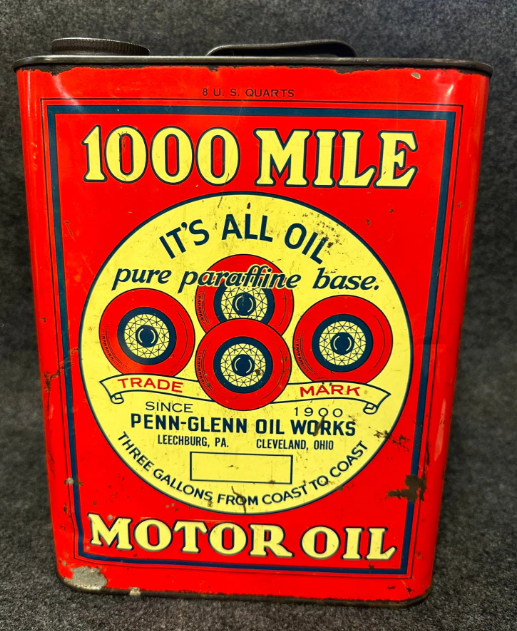 8 U. S. QUARTS
1000 MILE
IT'S ALL OIL
pure paraffine base.
TRADE MARK
SINCE 1900
PENN-GLENN OIL WORKS
LEECHBURG, PA. CLEVELAND, OHIO
THREE GALLONS FROM COAST TO COAST
MOTOR OIL